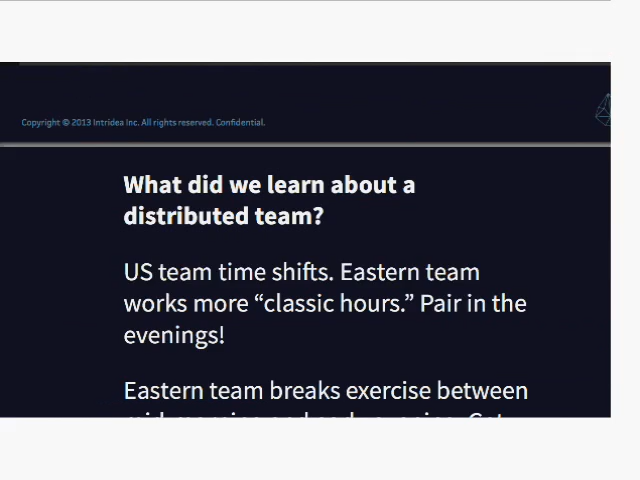 Copyright © 2013 Intridea Inc. All rights reserved. Confidential.
What did we learn about a
distributed team?
US team time shifts. Eastern team
works more “classic hours.” Pair in the
evenings!
Eastern team breaks exercise between